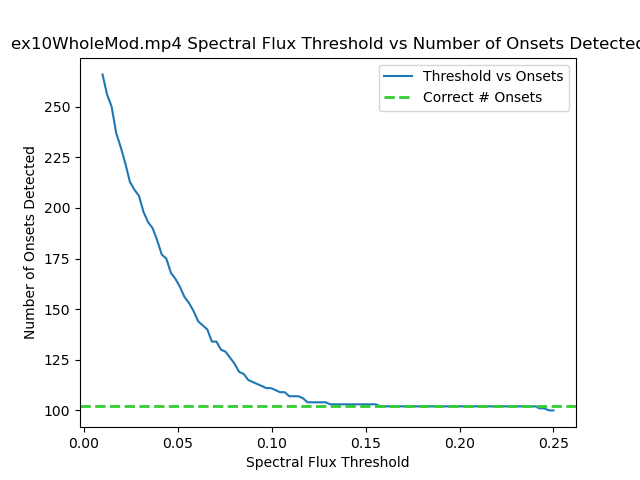 ex10WholeMod.mp4 Spectral Flux Threshold vs Number of Onsets Detected
Threshold vs Onsets
Correct # Onsets
Number of Onsets Detected
250
225
200
175
150
125
100
0.00 0.05 0.10 0.15 0.20 0.25
Spectral Flux Threshold